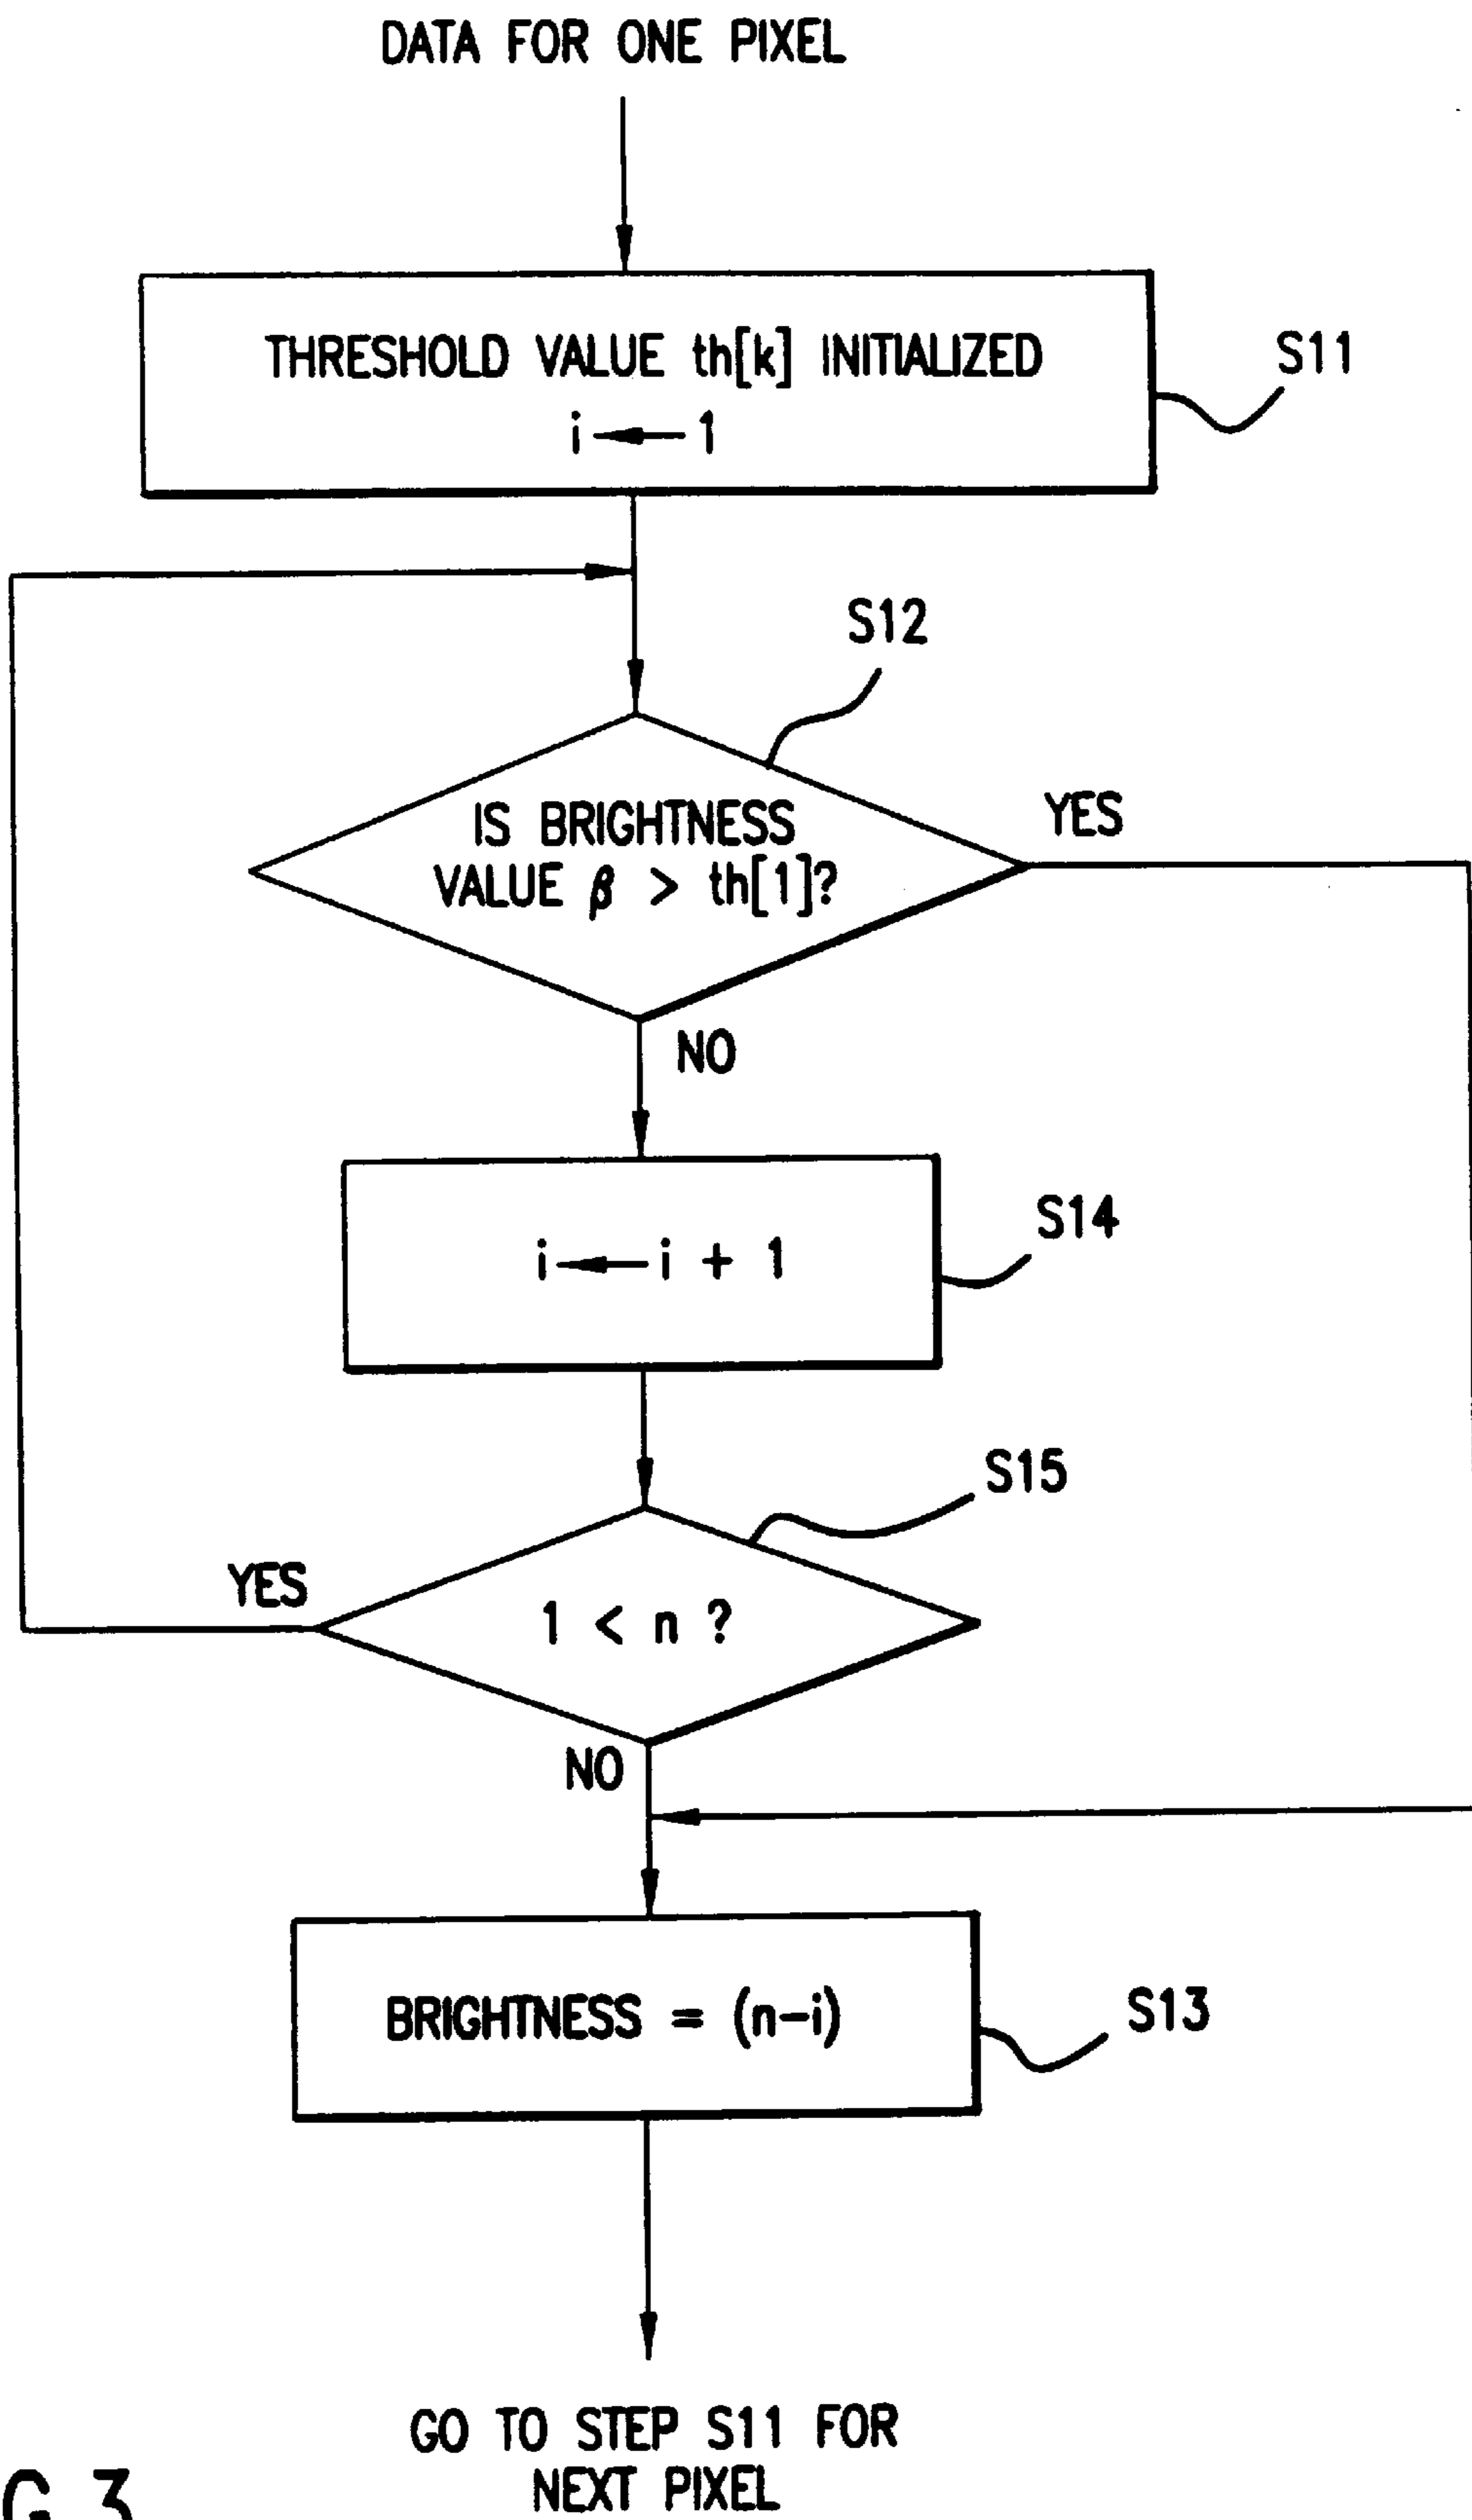 DATA FOR ONE PIXEL
THRESHOLD VALUE th[k] INITIALIZED
i ← 1
S11
S12
IS BRIGHTNESS
VALUE β > th[1]?
YES
NO
i ← i + 1
S14
S15
1 < n ?
YES
NO
BRIGHTNESS = (n-i)
S13
GO TO STEP S11 FOR
NEXT PIXEL
G. 3